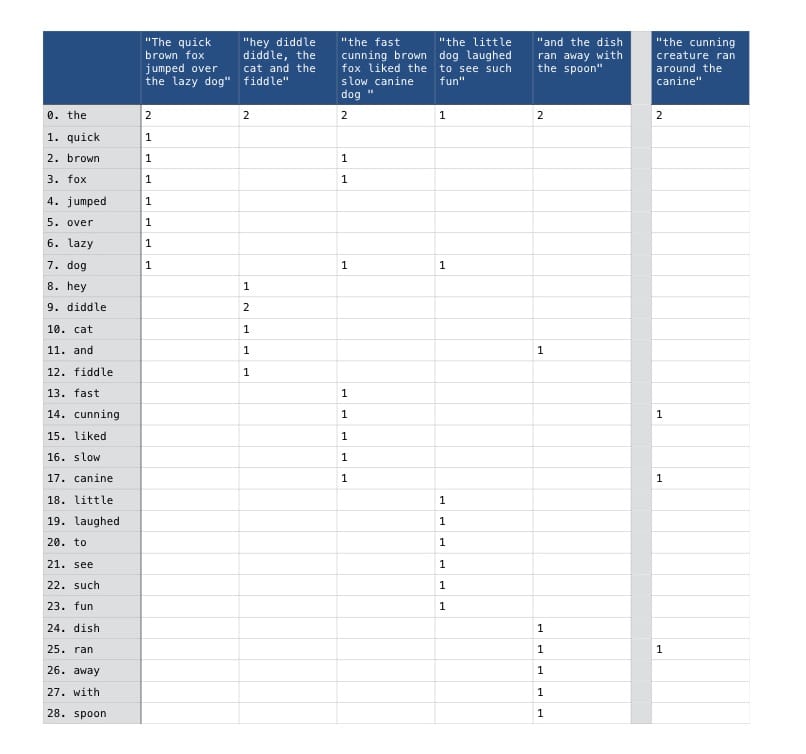 "The quick brown fox jumped over the lazy dog" "hey diddle diddle, the cat and the fiddle" "the fast cunning brown fox liked the slow canine dog " "the little dog laughed to see such fun" "and the dish ran away with the spoon" "the cunning creature ran around the canine"
0. the 2 2 2 1 2 2
1. quick 1
2. brown 1 1
3. fox 1 1
4. jumped 1
5. over 1
6. lazy 1
7. dog 1 1 1
8. hey 1
9. diddle 2
10. cat 1
11. and 1 1
12. fiddle 1
13. fast 1
14. cunning 1 1
15. liked 1
16. slow 1
17. canine 1 1
18. little 1
19. laughed 1
20. to 1
21. see 1
22. such 1
23. fun 1
24. dish 1
25. ran 1 1
26. away 1
27. with 1
28. spoon 1